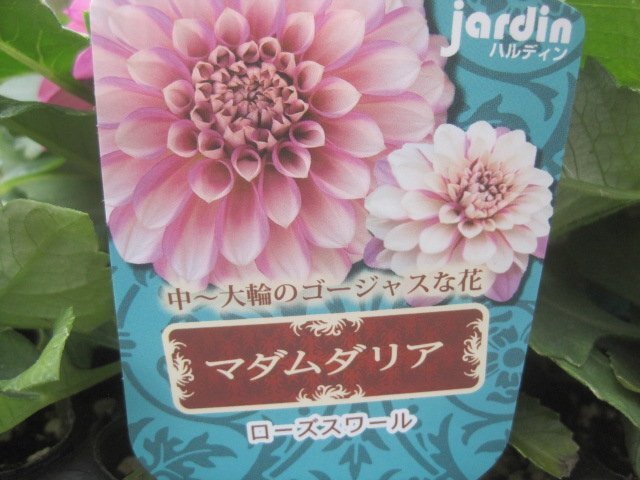 jardin
ハルディン
中～大輪のゴージャスな花
マダムダリア
ローズスワール